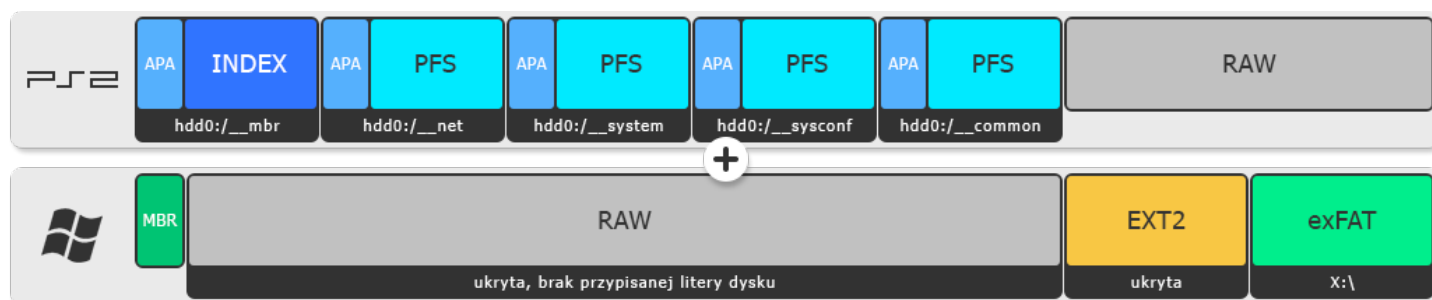 PS2
APA INDEX APA PFS APA PFS APA PFS APA PFS RAW
hdd0:/__mbr hdd0:/__net hdd0:/__system hdd0:/__sysconf hdd0:/__common
+
MBR RAW EXT2 exFAT
ukryta, brak przypisanej litery dysku ukryta X:\